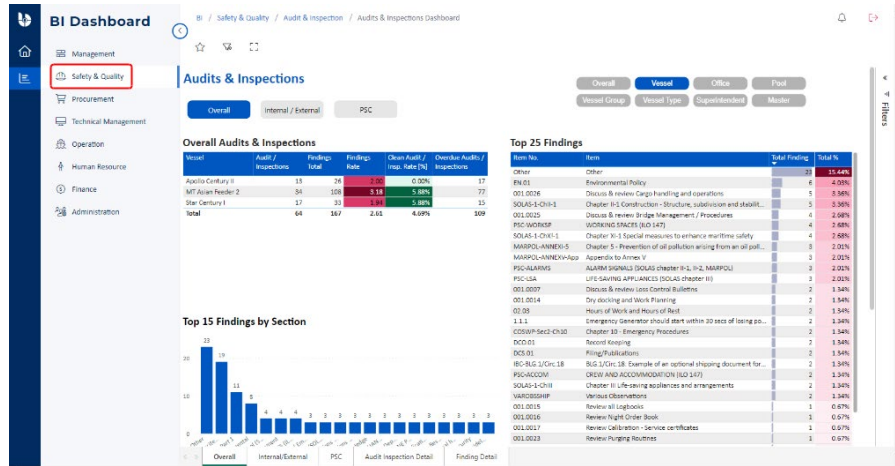 BI Dashboard
BI / Safety & Quality / Audit & Inspection / Audits & Inspections Dashboard
Management
Safety & Quality
Procurement
Technical Management
Operation
Human Resource
Finance
Administration
Audits & Inspections
Overall Vessel Office Pool
Vessel Group Vessel Type Superintendent Master
Overall Internal / External PSC
Filters
Overall Audits & Inspections
Vessel Audit / Inspections Findings Total Findings Rate Clean Audit / Insp. Rate [%] Overdue Audits / Inspections
Apollo Century II 13 26 2.00 0.00% 17
MT Asian Feeder 2 34 108 3.18 5.88% 77
Star Century I 17 33 1.94 5.88% 15
Total 64 167 2.61 4.69% 109
Top 25 Findings
Item No. Item Total Finding Total %
Other Other 23 15.44%
EN.01 Environmental Policy 6 4.03%
001.0026 Discuss & review Cargo handling and operations 5 3.36%
SOLAS-1-ChII-1 Chapter II-1 Construction - Structure, subdivision and stabilit... 5 3.36%
001.0025 Discuss & review Bridge Management / Procedures 4 2.68%
PSC-WORKSP WORKING SPACES (ILO 147) 4 2.68%
SOLAS-1-ChXI-1 Chapter XI-1 Special measures to enhance maritime safety 4 2.68%
MARPOL-ANNEXI-5 Chapter 5 - Prevention of oil pollution arising from an oil poll... 3 2.01%
MARPOL-ANNEXV-App Appendix to Annex V 3 2.01%
PSC-ALARMS ALARM SIGNALS (SOLAS chapter II-1, II-2, MARPOL) 3 2.01%
PSC-LSA LIFE-SAVING APPLIANCES (SOLAS chapter III) 3 2.01%
001.0007 Discuss & review Loss Control Bulletins 2 1.34%
001.0014 Dry docking and Work Planning 2 1.34%
02.03 Hours of Work and Hours of Rest 2 1.34%
1.1.1 Emergency Generator should start within 30 secs of losing po... 2 1.34%
COSWP-Sec2-Ch10 Chapter 10 - Emergency Procedures 2 1.34%
DCO.01 Record Keeping 2 1.34%
DCS.01 Filing/Publications 2 1.34%
IBC-BLG.1/Circ.18 BLG 1/Circ.18: Example of an optional shipping document for... 2 1.34%
PSC-ACCOM CREW AND ACCOMMODATION (ILO 147) 2 1.34%
SOLAS-1-ChIII Chapter III Life-saving appliances and arrangements 2 1.34%
VAROBSSHIP Various Observations 2 1.34%
001.0015 Review all Logbooks 1 0.67%
001.0016 Review Night Order Book 1 0.67%
001.0017 Review Calibration - Service certificates 1 0.67%
001.0023 Review Purging Routines 1 0.67%
Top 15 Findings by Section
20
10
0
23 19 11 8 4 4 4 3 3 3 3 3 3 3 3
Other
Overall Internal/External PSC Audit Inspection Detail Finding Detail